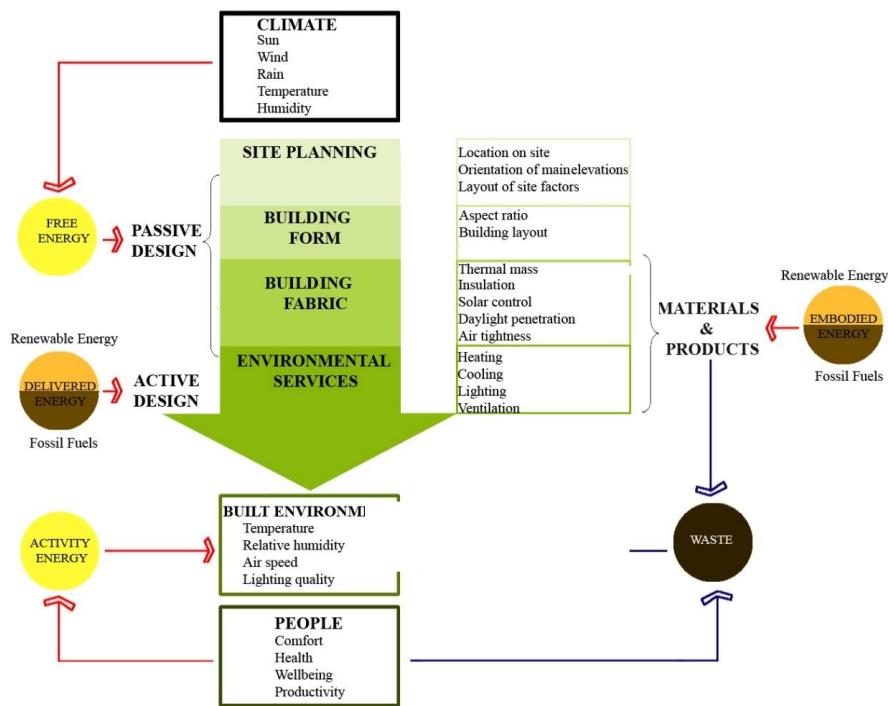 CLIMATE
Sun
Wind
Rain
Temperature
Humidity
SITE PLANNING
Location on site
Orientation of mainelevations
Layout of site factors
FREE
ENERGY
PASSIVE
DESIGN
BUILDING
FORM
Aspect ratio
Building layout
BUILDING
FABRIC
Thermal mass
Insulation
Solar control
Daylight penetration
Air tightness
MATERIALS
&
PRODUCTS
Renewable Energy
EMBODIED
ENERGY
Fossil Fuels
Renewable Energy
DELIVERED
ENERGY
Fossil Fuels
ACTIVE
DESIGN
ENVIRONMENTAL
SERVICES
Heating
Cooling
Lighting
Ventilation
BUILT ENVIRONM
Temperature
Relative humidity
Air speed
Lighting quality
ACTIVITY
ENERGY
WASTE
PEOPLE
Comfort
Health
Wellbeing
Productivity